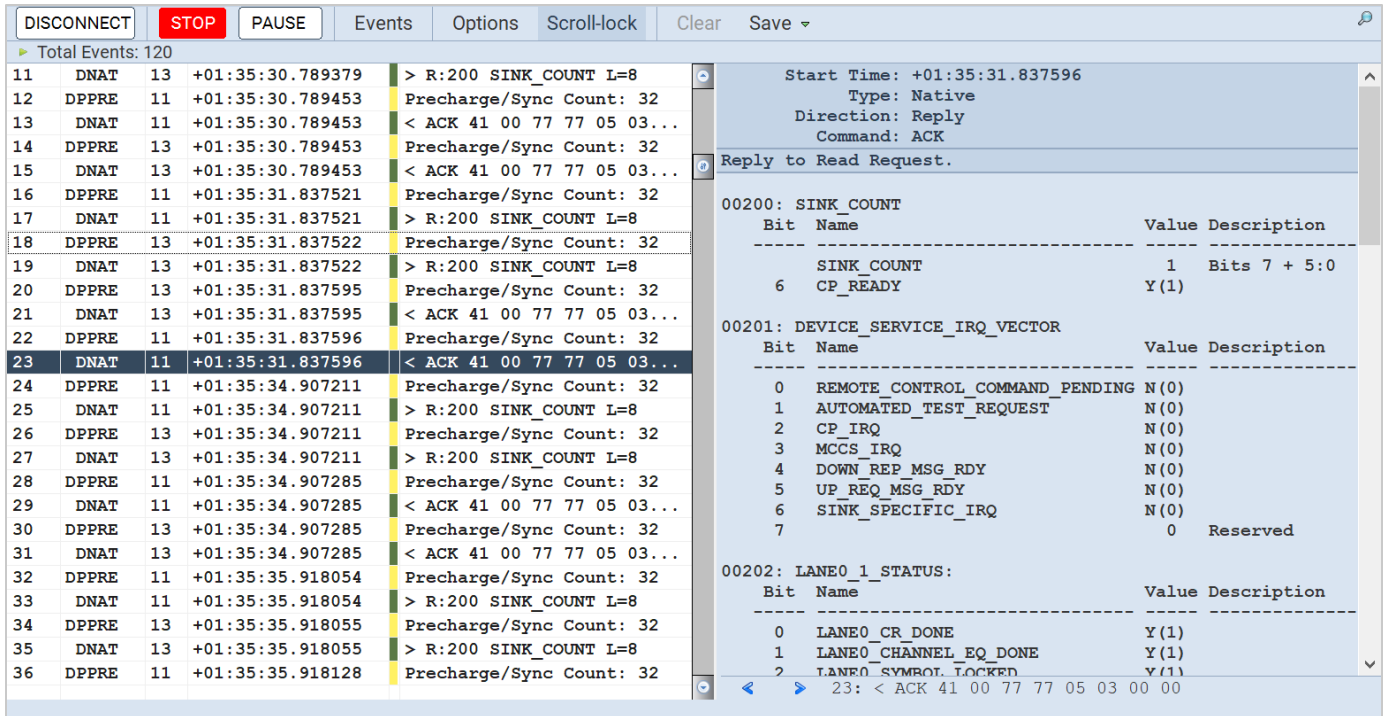 DISCONNECT STOP PAUSE Events Options Scroll-lock Clear Save
Total Events: 120
11 DNAT 13 +01:35:30.789379 > R:200 SINK_COUNT L=8
12 DPPRE 11 +01:35:30.789453 Precharge/Sync Count: 32
13 DNAT 11 +01:35:30.789453 < ACK 41 00 77 77 05 03...
14 DPPRE 13 +01:35:30.789453 Precharge/Sync Count: 32
15 DNAT 13 +01:35:30.789453 < ACK 41 00 77 77 05 03...
16 DPPRE 11 +01:35:31.837521 Precharge/Sync Count: 32
17 DNAT 11 +01:35:31.837521 > R:200 SINK_COUNT L=8
18 DPPRE 13 +01:35:31.837522 Precharge/Sync Count: 32
19 DNAT 13 +01:35:31.837522 > R:200 SINK_COUNT L=8
20 DPPRE 13 +01:35:31.837595 Precharge/Sync Count: 32
21 DNAT 13 +01:35:31.837595 < ACK 41 00 77 77 05 03...
22 DPPRE 11 +01:35:31.837596 Precharge/Sync Count: 32
23 DNAT 11 +01:35:31.837596 < ACK 41 00 77 77 05 03...
24 DPPRE 11 +01:35:34.907211 Precharge/Sync Count: 32
25 DNAT 11 +01:35:34.907211 > R:200 SINK_COUNT L=8
26 DPPRE 13 +01:35:34.907211 Precharge/Sync Count: 32
27 DNAT 13 +01:35:34.907211 > R:200 SINK_COUNT L=8
28 DPPRE 11 +01:35:34.907285 Precharge/Sync Count: 32
29 DNAT 11 +01:35:34.907285 < ACK 41 00 77 77 05 03...
30 DPPRE 13 +01:35:34.907285 Precharge/Sync Count: 32
31 DNAT 13 +01:35:34.907285 < ACK 41 00 77 77 05 03...
32 DPPRE 11 +01:35:35.918054 Precharge/Sync Count: 32
33 DNAT 11 +01:35:35.918054 > R:200 SINK_COUNT L=8
34 DPPRE 13 +01:35:35.918055 Precharge/Sync Count: 32
35 DNAT 13 +01:35:35.918055 > R:200 SINK_COUNT L=8
36 DPPRE 11 +01:35:35.918128 Precharge/Sync Count: 32
Start Time: +01:35:31.837596
Type: Native
Direction: Reply
Command: ACK
Reply to Read Request.
00200: SINK_COUNT
Bit Name Value Description
----- ------------------------------ ----- --------------
SINK_COUNT 1 Bits 7 + 5:0
6 CP_READY Y(1)
00201: DEVICE_SERVICE_IRQ_VECTOR
Bit Name Value Description
----- ------------------------------ ----- --------------
0 REMOTE_CONTROL_COMMAND_PENDING N(0)
1 AUTOMATED_TEST_REQUEST N(0)
2 CP_IRQ N(0)
3 MCCS_IRQ N(0)
4 DOWN_REP_MSG_RDY N(0)
5 UP_REQ_MSG_RDY N(0)
6 SINK_SPECIFIC_IRQ N(0)
7 0 Reserved
00202: LANE0_1_STATUS:
Bit Name Value Description
----- ------------------------------ ----- --------------
0 LANE0_CR_DONE Y(1)
1 LANE0_CHANNEL_EQ_DONE Y(1)
2 LANE0_SYMBOL_LOCKED Y(1)
23: < ACK 41 00 77 77 05 03 00 00